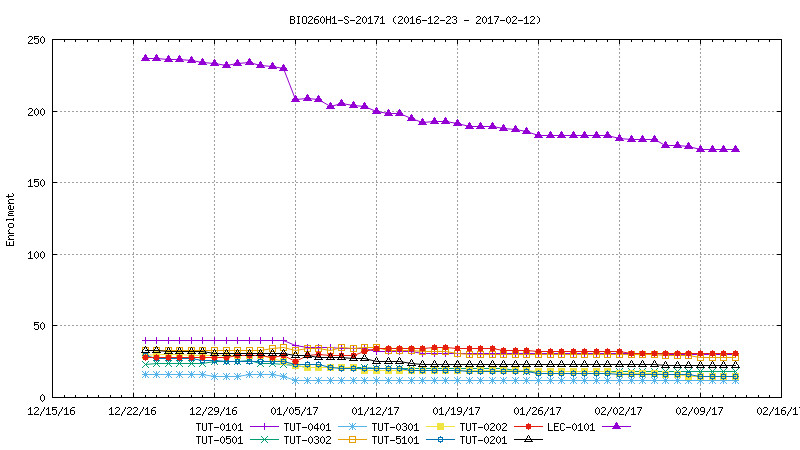 BIO260H1-S-20171 (2016-12-23 - 2017-02-12)
250
200
150
100
50
0
Enrolment
12/15/16 12/22/16 12/29/16 01/05/17 01/12/17 01/19/17 01/26/17 02/02/17 02/09/17 02/16/17
TUT-0101 TUT-0401 TUT-0301 TUT-0202 LEC-0101
TUT-0501 TUT-0302 TUT-5101 TUT-0201